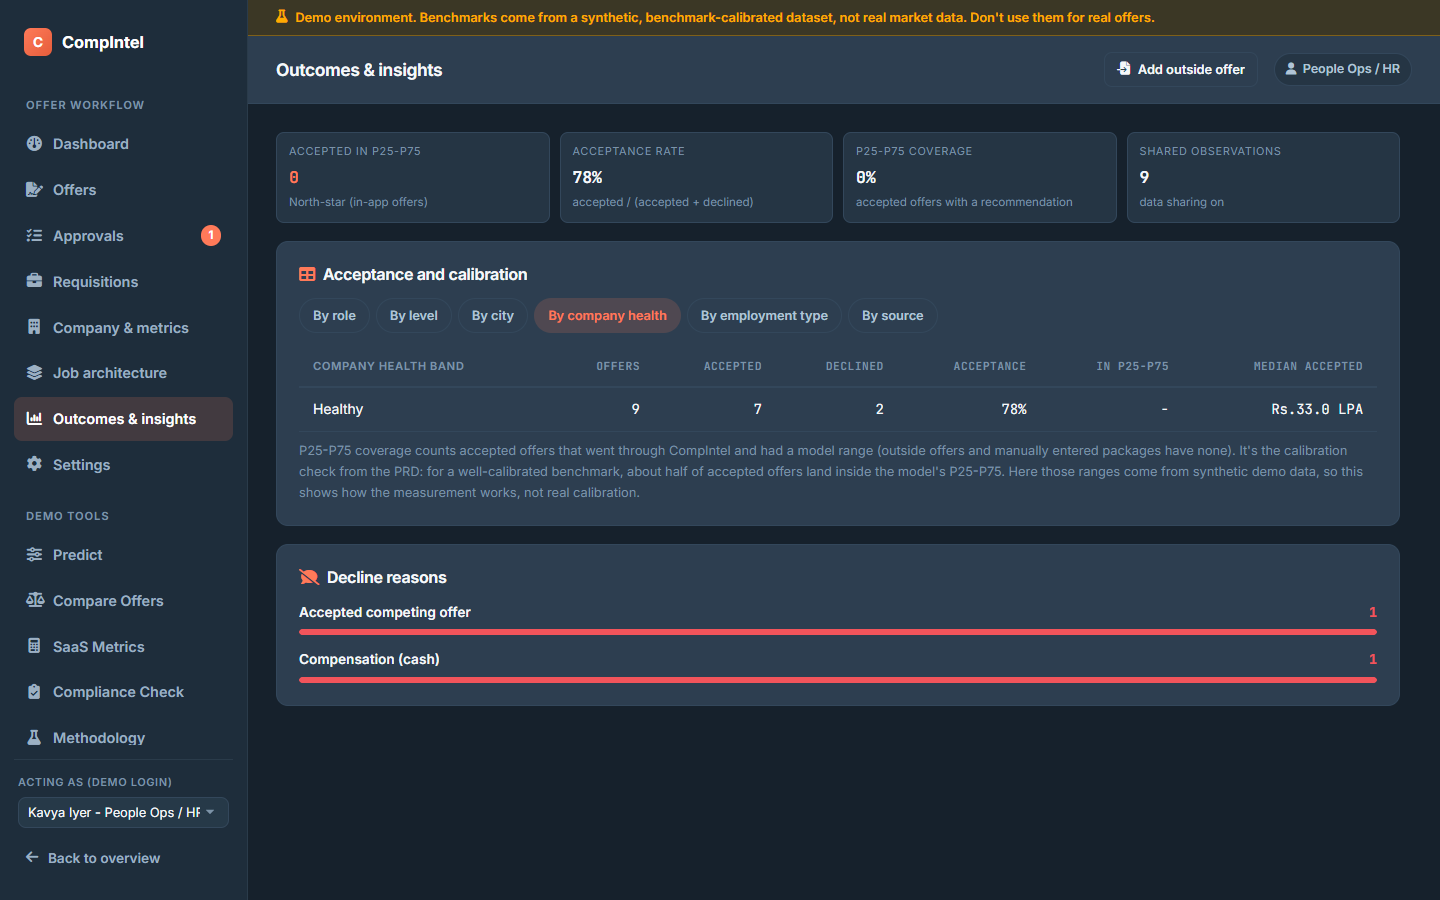 Demo environment. Benchmarks come from a synthetic, benchmark-calibrated dataset, not real market data. Don't use them for real offers.
C CompIntel
OFFER WORKFLOW
Dashboard
Offers
Approvals 1
Requisitions
Company & metrics
Job architecture
Outcomes & insights
Settings
DEMO TOOLS
Predict
Compare Offers
SaaS Metrics
Compliance Check
Methodology
ACTING AS (DEMO LOGIN)
Kavya Iyer - People Ops / HR
Back to overview
Outcomes & insights
Add outside offer
People Ops / HR
ACCEPTED IN P25-P75
0
North-star (in-app offers)
ACCEPTANCE RATE
78%
accepted / (accepted + declined)
P25-P75 COVERAGE
0%
accepted offers with a recommendation
SHARED OBSERVATIONS
9
data sharing on
Acceptance and calibration
By role By level By city By company health By employment type By source
COMPANY HEALTH BAND OFFERS ACCEPTED DECLINED ACCEPTANCE IN P25-P75 MEDIAN ACCEPTED
Healthy 9 7 2 78% - Rs.33.0 LPA
P25-P75 coverage counts accepted offers that went through CompIntel and had a model range (outside offers and manually entered packages have none). It's the calibration
check from the PRD: for a well-calibrated benchmark, about half of accepted offers land inside the model's P25-P75. Here those ranges come from synthetic demo data, so this
shows how the measurement works, not real calibration.
Decline reasons
Accepted competing offer 1
Compensation (cash) 1